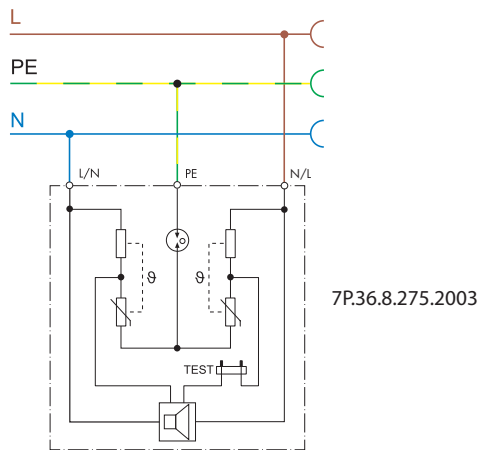 L
PE
N
L/N PE N/L
ϑ ϑ
7P.36.8.275.2003
TEST